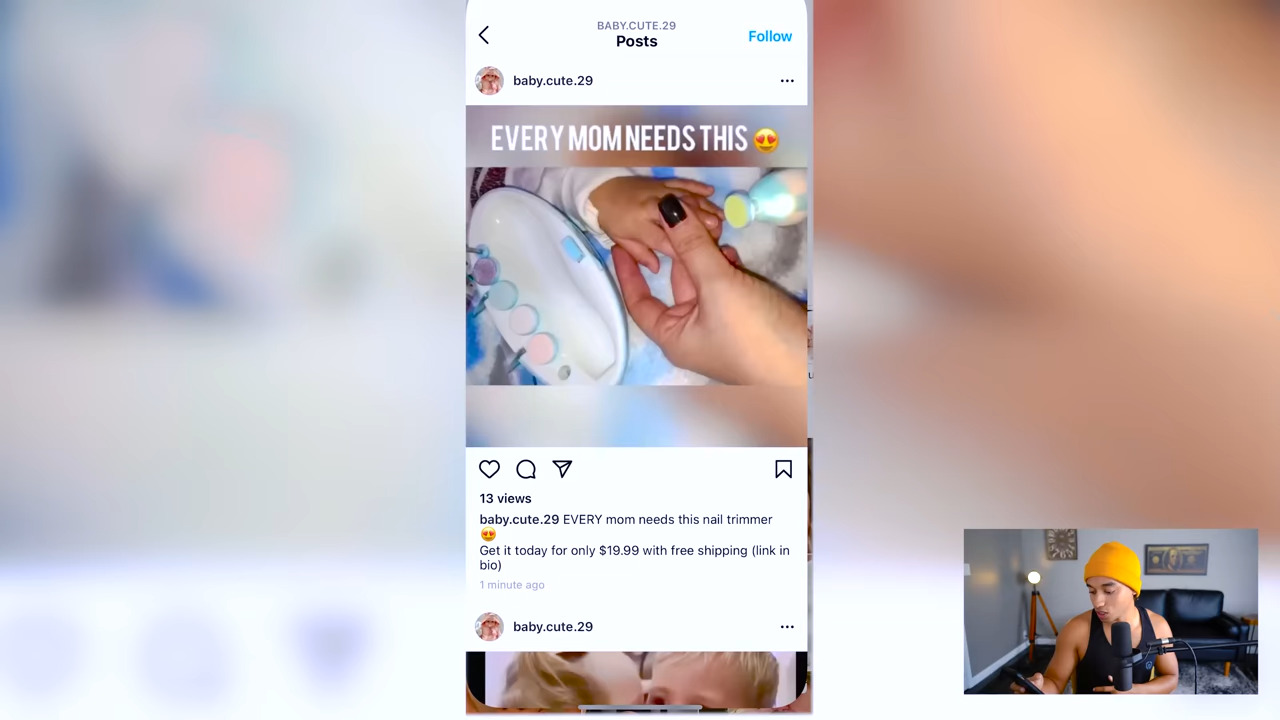 BABY.CUTE.29
Posts
Follow
baby.cute.29
EVERY MOM NEEDS THIS 😍
13 views
baby.cute.29 EVERY mom needs this nail trimmer
😍
Get it today for only $19.99 with free shipping (link in
bio)
1 minute ago
baby.cute.29